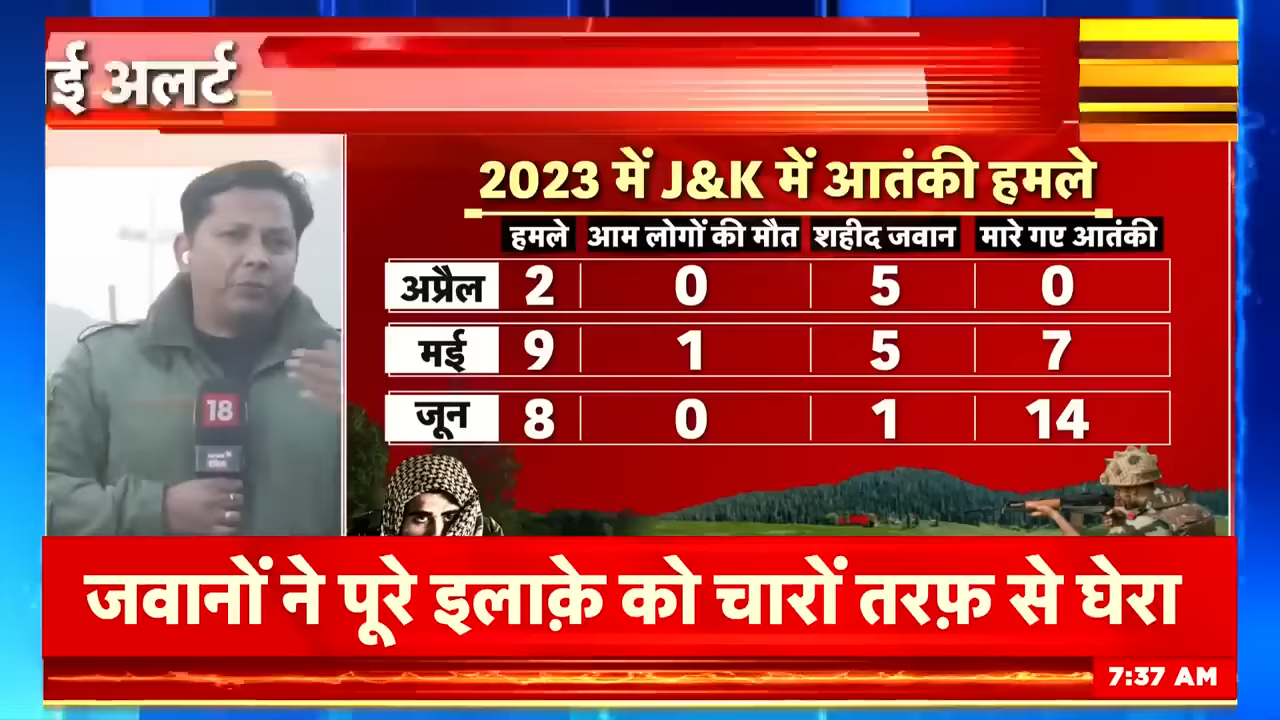 ई अलर्ट
2023 में J&K में आतंकी हमले
हमले आम लोगों की मौत शहीद जवान मारे गए आतंकी
अप्रैल 2 0 5 0
मई 9 1 5 7
जून 8 0 1 14
18
जवानों ने पूरे इलाक़े को चारों तरफ़ से घेरा
7:37 AM